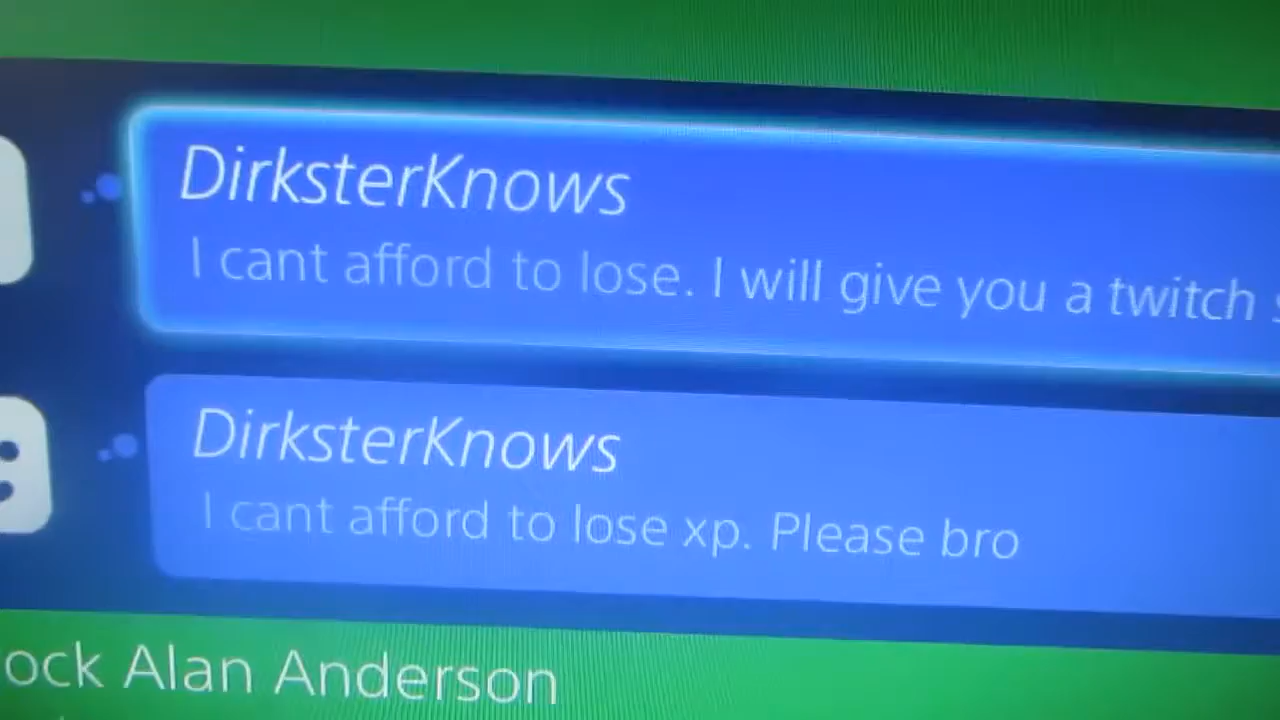 DirksterKnows
I cant afford to lose. I will give you a twitch
DirksterKnows
I cant afford to lose xp. Please bro
ock Alan Anderson